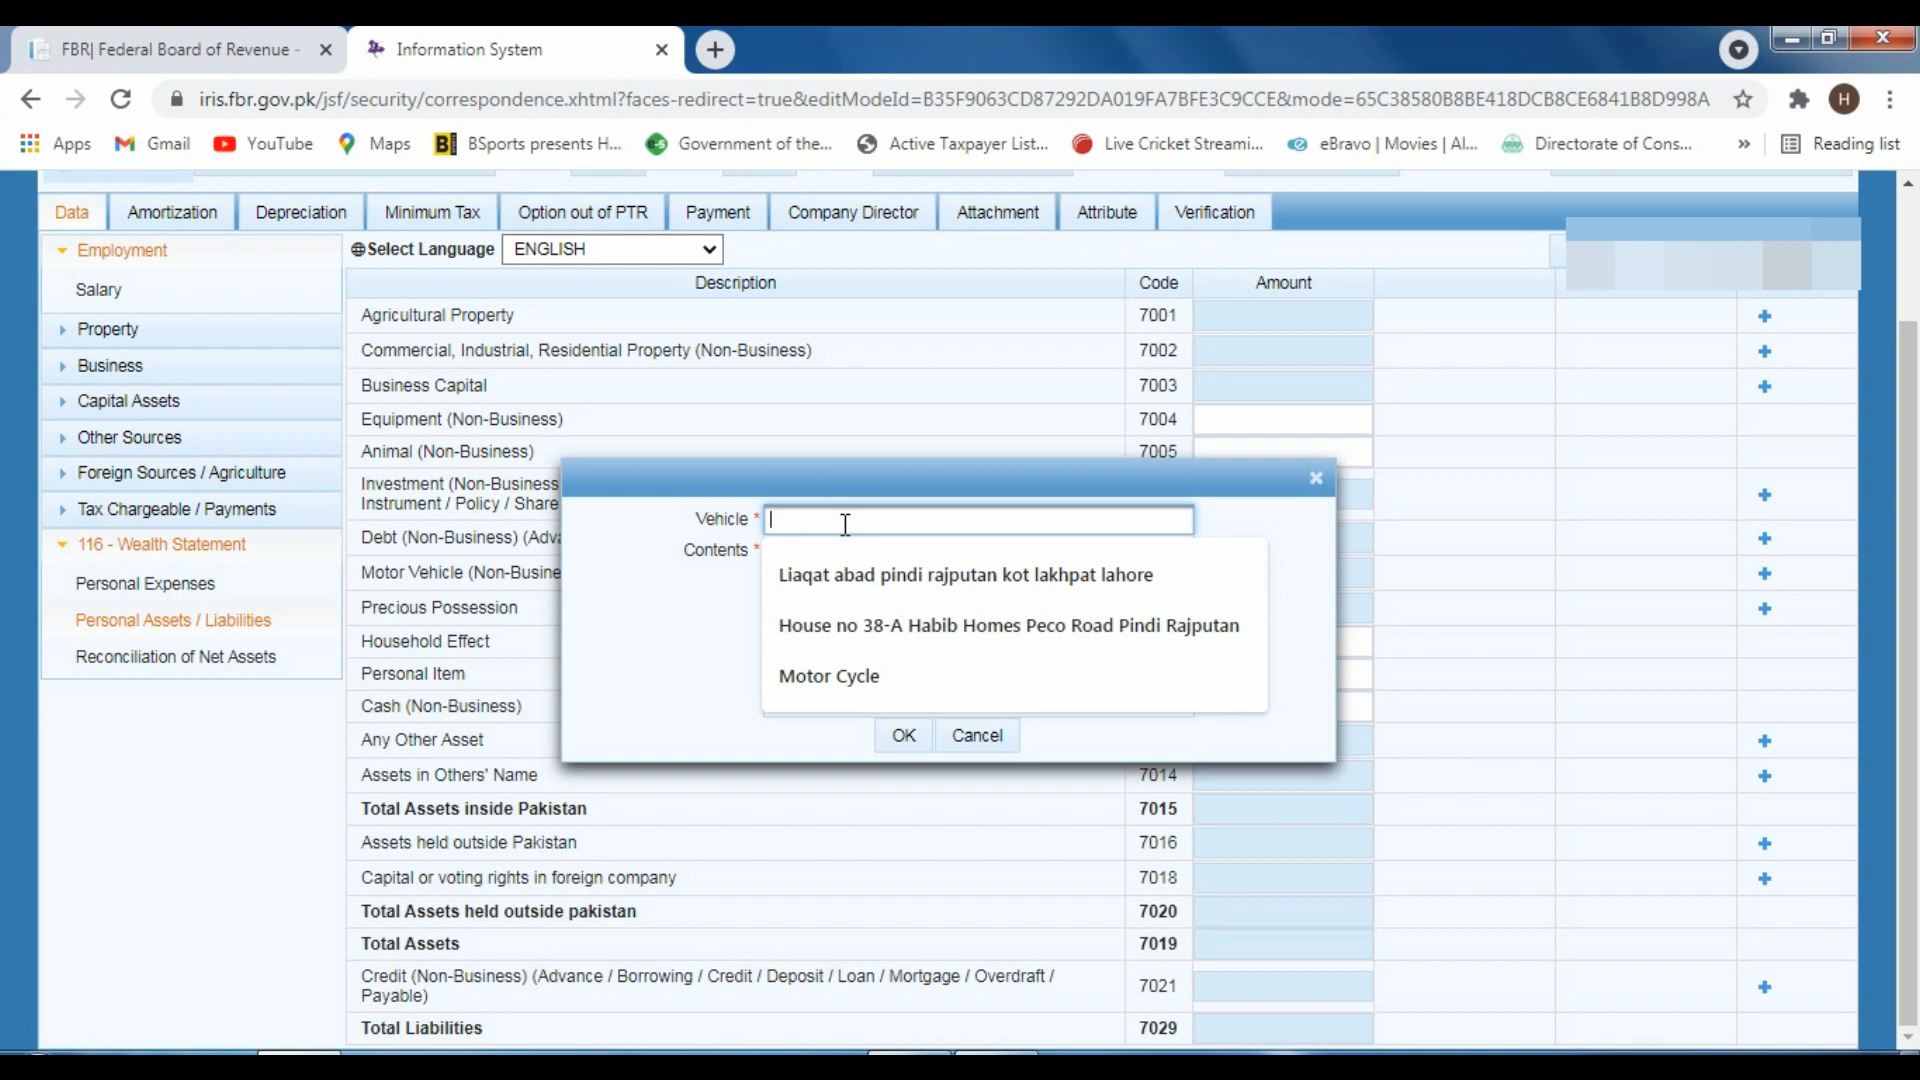 FBR| Federal Board of Revenue -
Information System
iris.fbr.gov.pk/jsf/security/correspondence.xhtml?faces-redirect=true&editModeId=B35F9063CD87292DA019FA7BFE3C9CCE&mode=65C38580B8BE418DCB8CE6841B8D998A
H
Apps Gmail YouTube Maps BSports presents H... Government of the... Active Taxpayer List... Live Cricket Streami... eBravo | Movies | Al... Directorate of Cons... » Reading list
Data Amortization Depreciation Minimum Tax Option out of PTR Payment Company Director Attachment Attribute Verification
Employment
Salary
Property
Business
Capital Assets
Other Sources
Foreign Sources / Agriculture
Tax Chargeable / Payments
116 - Wealth Statement
Personal Expenses
Personal Assets / Liabilities
Reconciliation of Net Assets
Select Language ENGLISH
Description Code Amount
Agricultural Property 7001
Commercial, Industrial, Residential Property (Non-Business) 7002
Business Capital 7003
Equipment (Non-Business) 7004
Animal (Non-Business) 7005
Investment (Non-Business
Instrument / Policy / Share
Debt (Non-Business) (Adva
Motor Vehicle (Non-Busine
Precious Possession
Household Effect
Personal Item
Cash (Non-Business)
Any Other Asset
Assets in Others' Name 7014
Total Assets inside Pakistan 7015
Assets held outside Pakistan 7016
Capital or voting rights in foreign company 7018
Total Assets held outside pakistan 7020
Total Assets 7019
Credit (Non-Business) (Advance / Borrowing / Credit / Deposit / Loan / Mortgage / Overdraft /
Payable) 7021
Total Liabilities 7029
Vehicle *
Contents *
Liaqat abad pindi rajputan kot lakhpat lahore
House no 38-A Habib Homes Peco Road Pindi Rajputan
Motor Cycle
OK Cancel